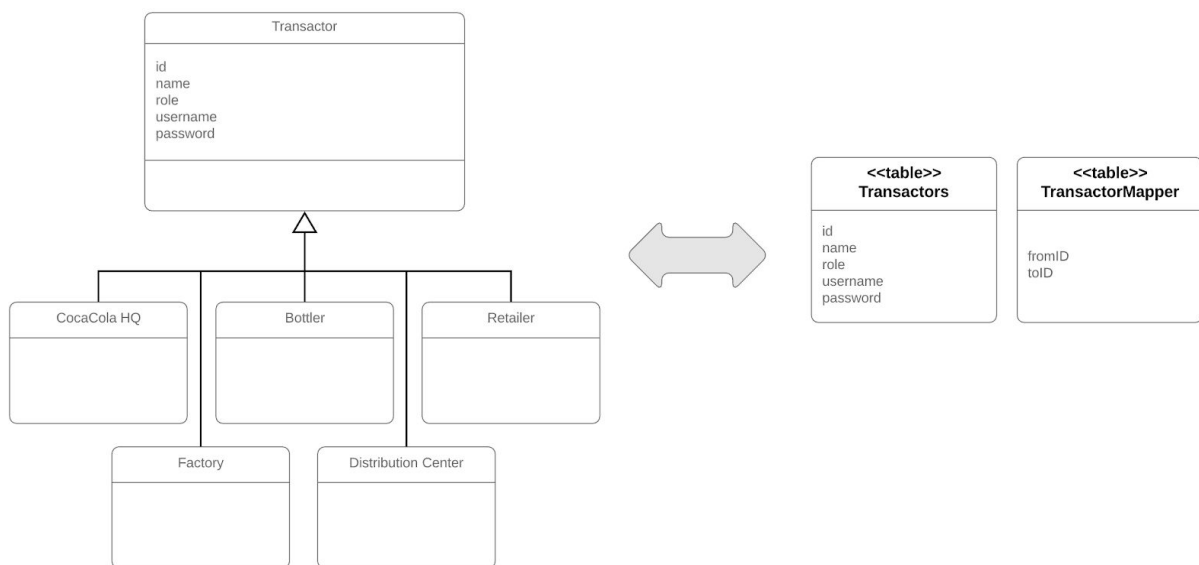 Transactor
id
name
role
username
password
CocaCola HQ
Bottler
Retailer
Factory
Distribution Center
<<table>>
Transactors
id
name
role
username
password
<<table>>
TransactorMapper
fromID
toID